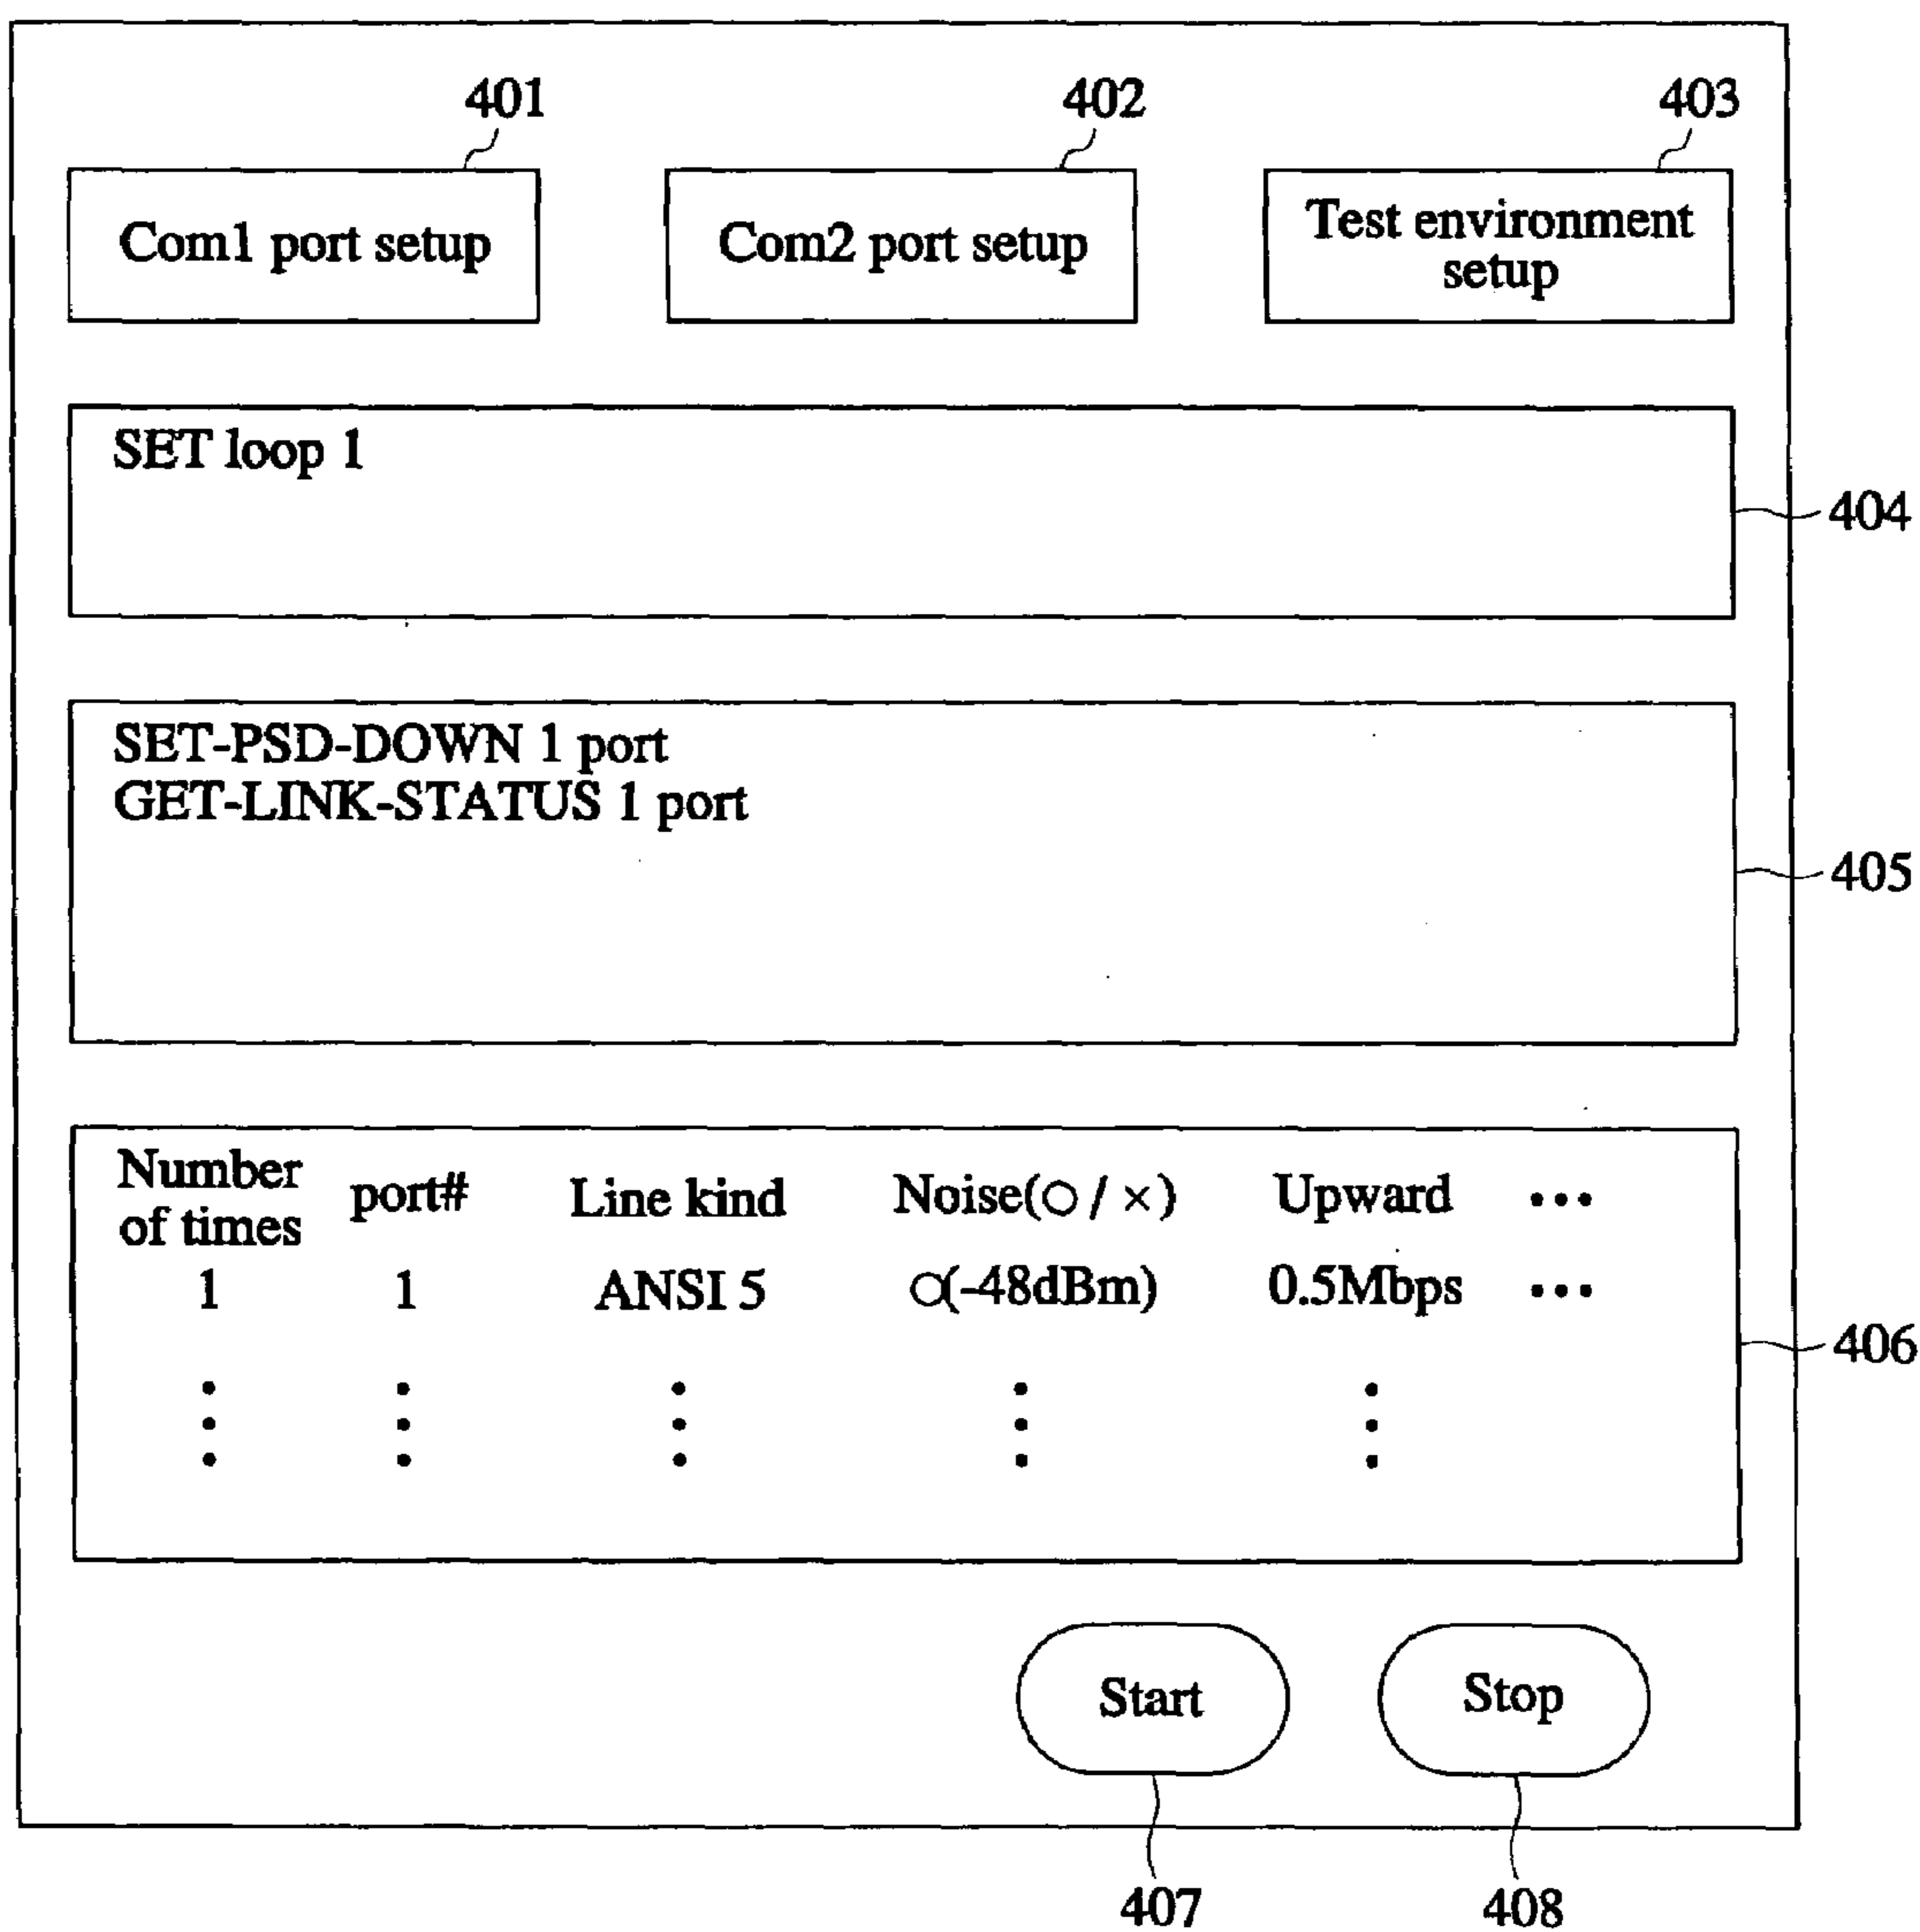 401 402 403
Com1 port setup
Com2 port setup
Test environment
setup
SET loop 1
404
SET-PSD-DOWN 1 port
GET-LINK-STATUS 1 port
405
Number
of times
port# Line kind Noise(○ / ×) Upward •••
1 1 ANSI 5 ○(-48dBm) 0.5Mbps •••
406
Start
Stop
407 408